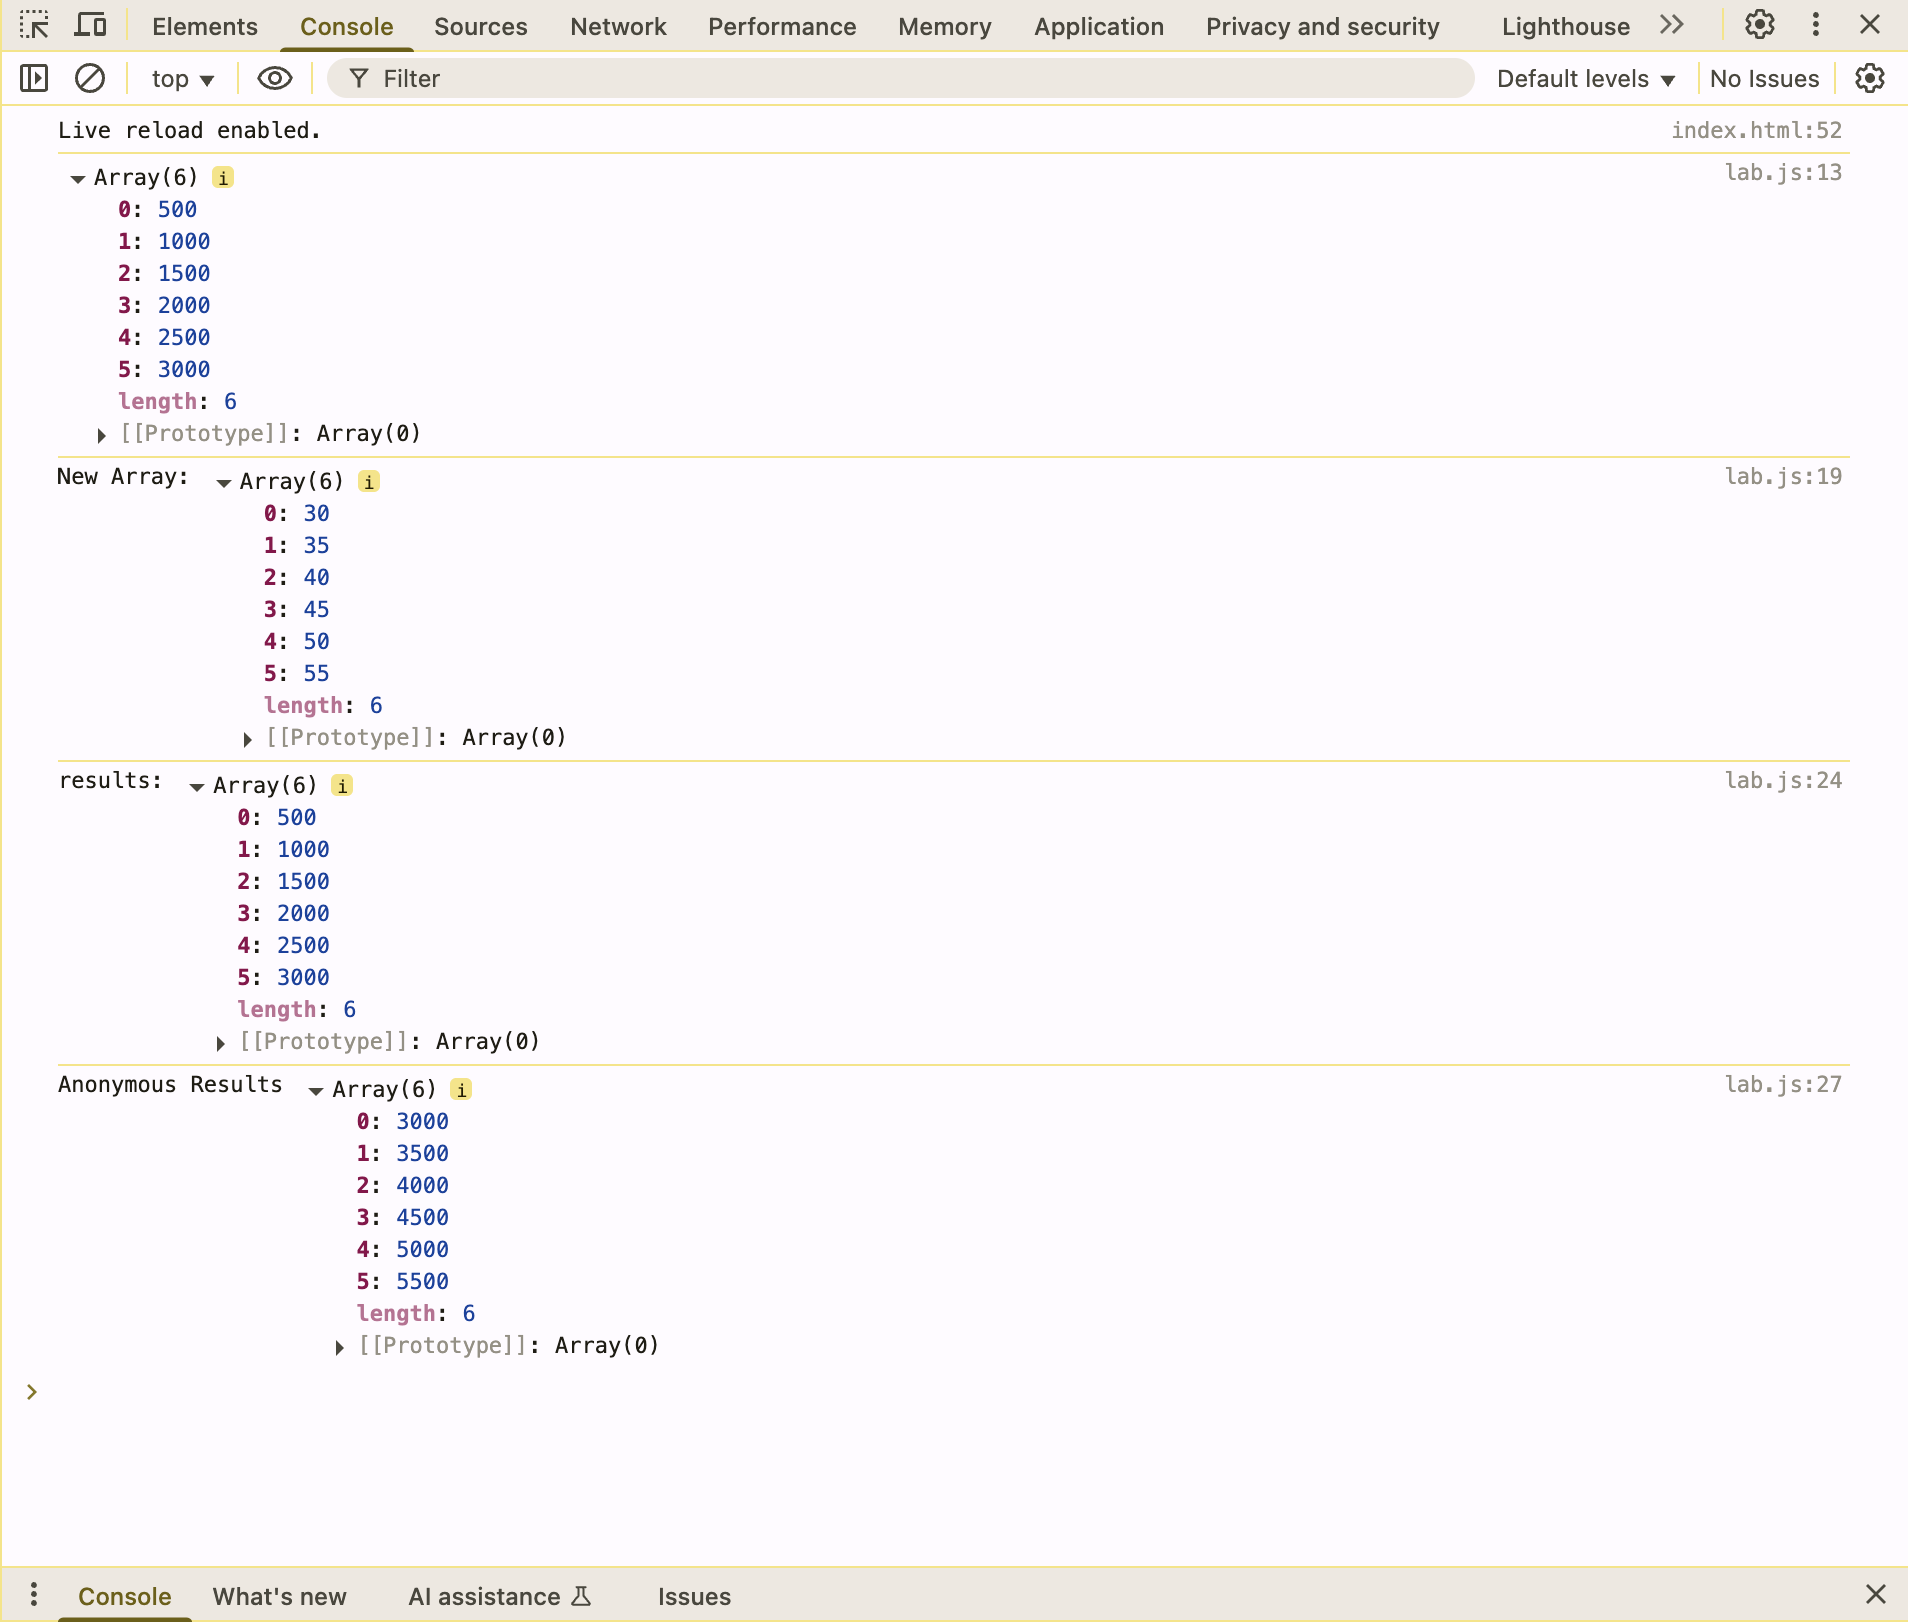 Elements Console Sources Network Performance Memory Application Privacy and security Lighthouse
top Filter Default levels No Issues
Live reload enabled. index.html:52
Array(6) i lab.js:13
0: 500
1: 1000
2: 1500
3: 2000
4: 2500
5: 3000
length: 6
[[Prototype]]: Array(0)
New Array: Array(6) i lab.js:19
0: 30
1: 35
2: 40
3: 45
4: 50
5: 55
length: 6
[[Prototype]]: Array(0)
results: Array(6) i lab.js:24
0: 500
1: 1000
2: 1500
3: 2000
4: 2500
5: 3000
length: 6
[[Prototype]]: Array(0)
Anonymous Results Array(6) i lab.js:27
0: 3000
1: 3500
2: 4000
3: 4500
4: 5000
5: 5500
length: 6
[[Prototype]]: Array(0)
Console What's new AI assistance Issues